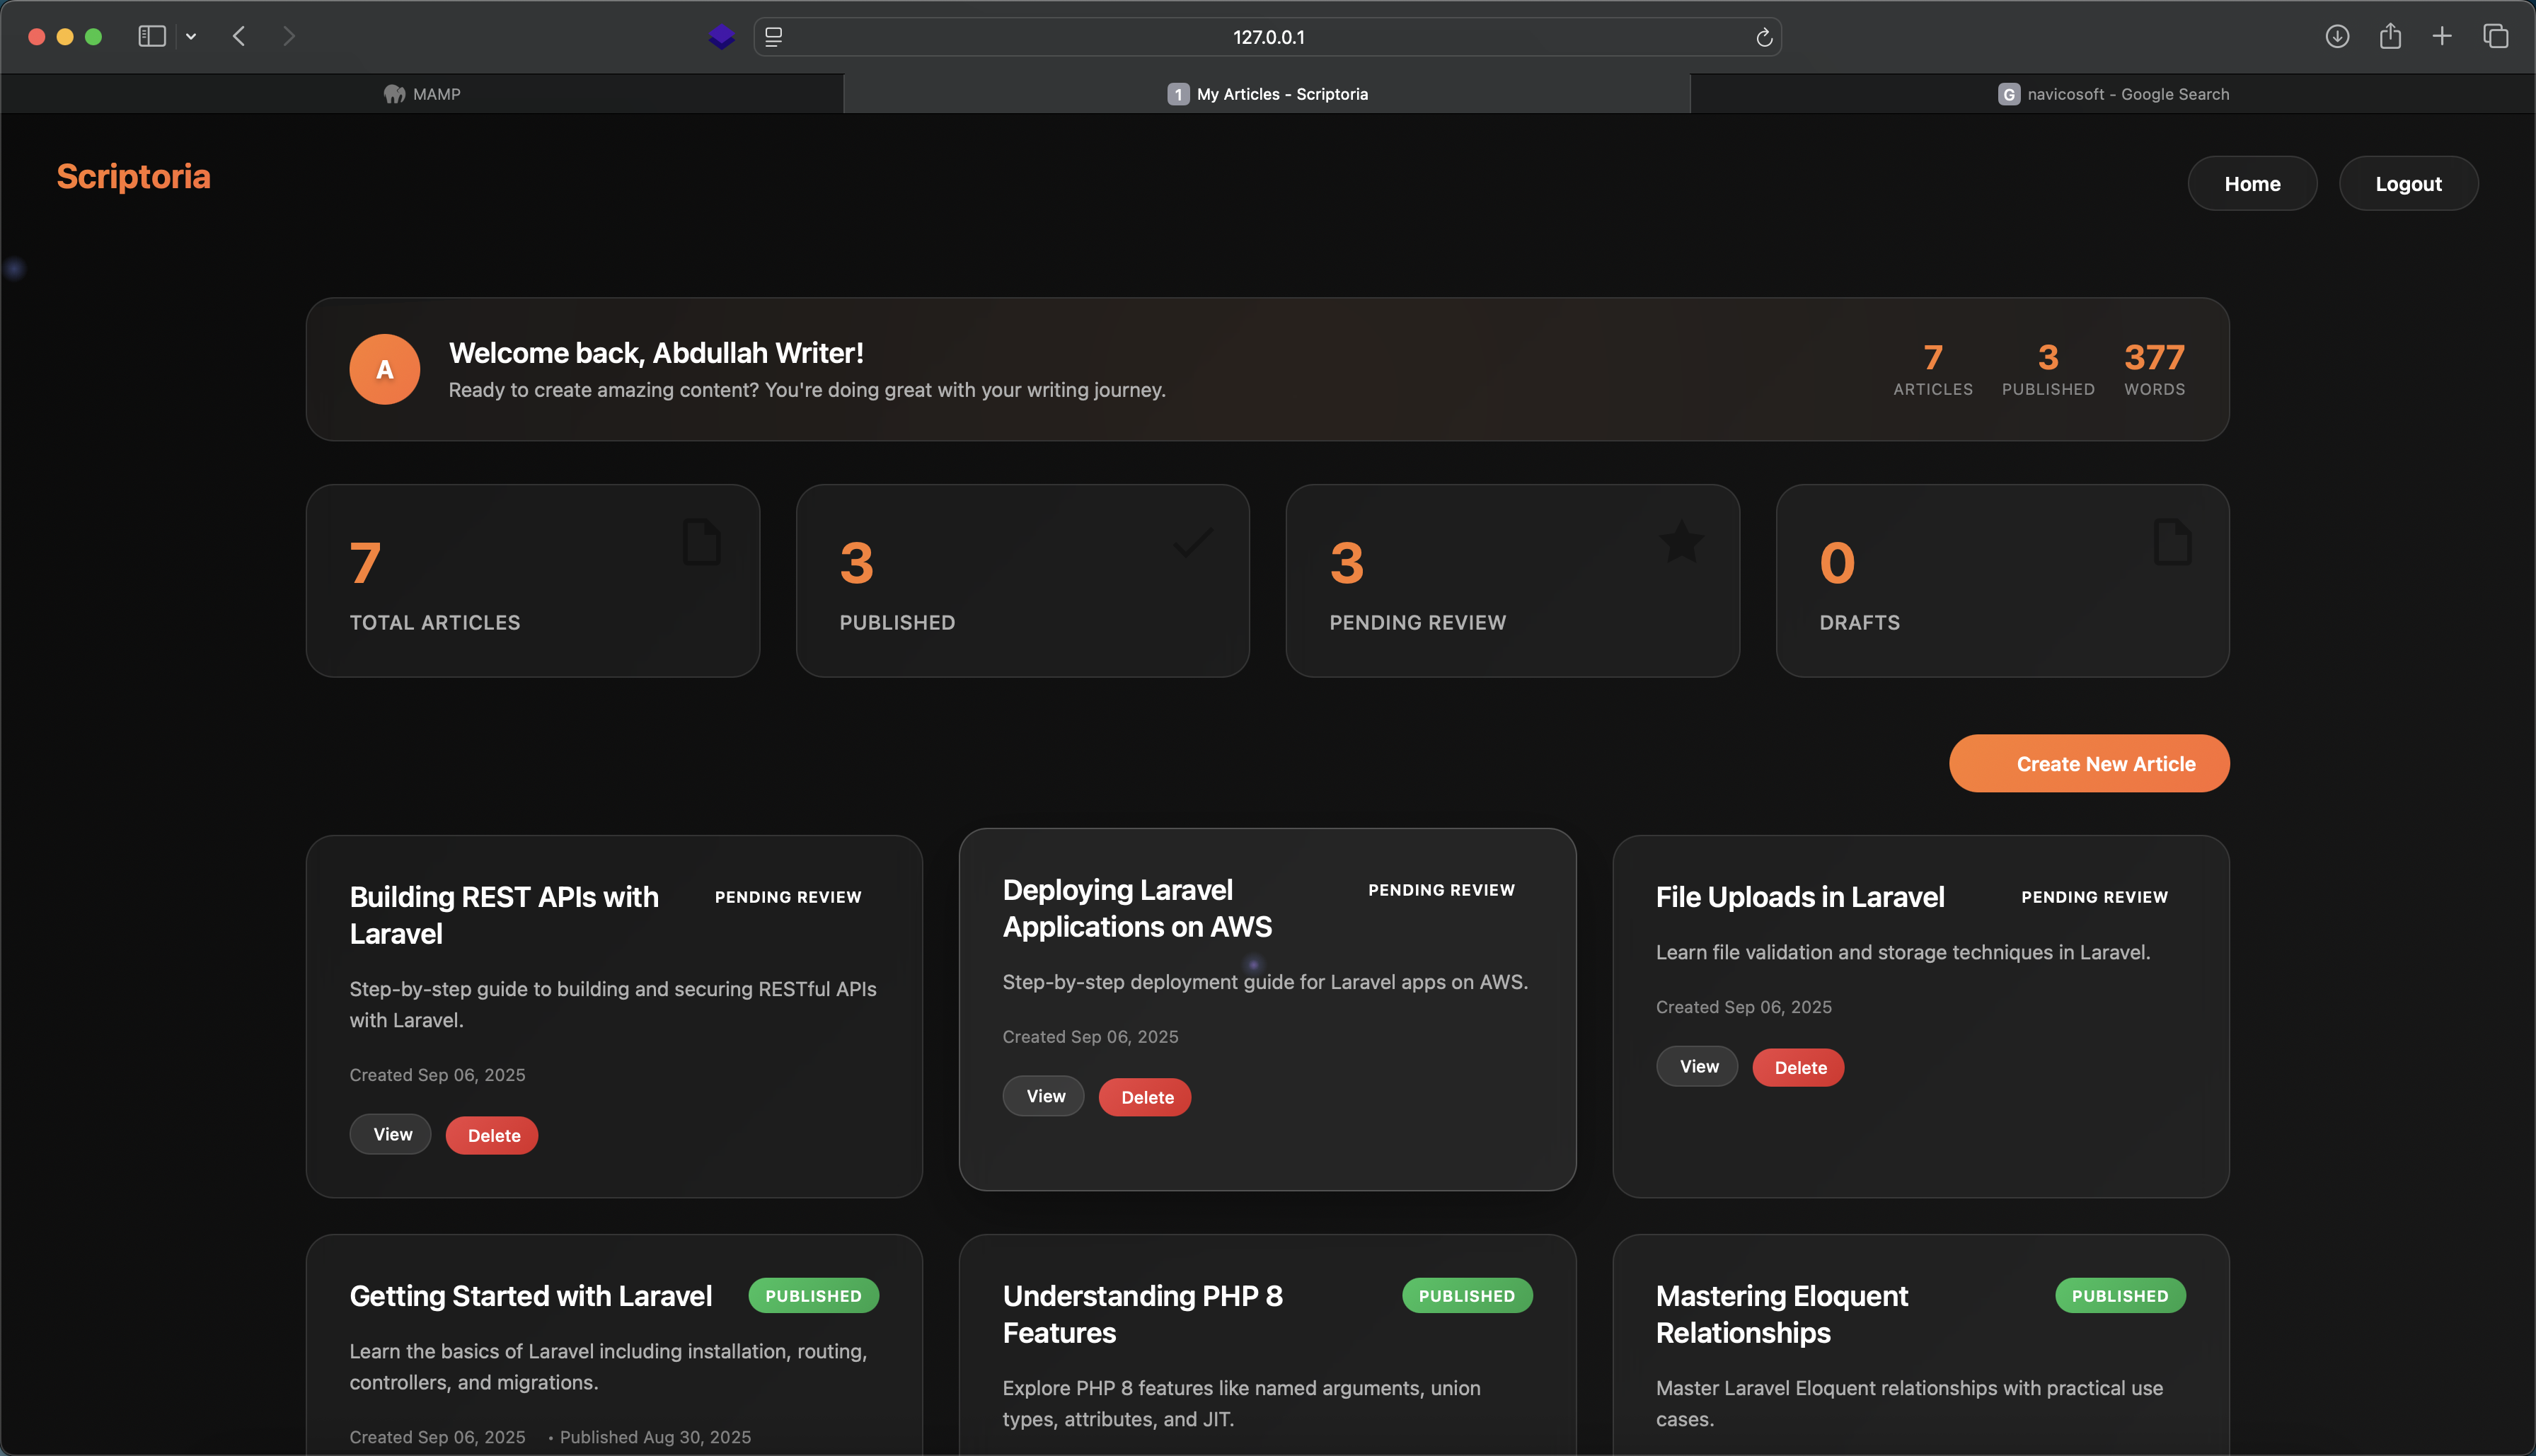 127.0.0.1
MAMP
1 My Articles - Scriptoria
G navicosoft - Google Search
Scriptoria
Home
Logout
A
Welcome back, Abdullah Writer!
Ready to create amazing content? You're doing great with your writing journey.
7
ARTICLES
3
PUBLISHED
377
WORDS
7
TOTAL ARTICLES
3
PUBLISHED
3
PENDING REVIEW
0
DRAFTS
Create New Article
Building REST APIs with
Laravel
PENDING REVIEW
Step-by-step guide to building and securing RESTful APIs
with Laravel.
Created Sep 06, 2025
View
Delete
Deploying Laravel
Applications on AWS
PENDING REVIEW
Step-by-step deployment guide for Laravel apps on AWS.
Created Sep 06, 2025
View
Delete
File Uploads in Laravel
PENDING REVIEW
Learn file validation and storage techniques in Laravel.
Created Sep 06, 2025
View
Delete
Getting Started with Laravel
PUBLISHED
Learn the basics of Laravel including installation, routing,
controllers, and migrations.
Created Sep 06, 2025 • Published Aug 30, 2025
Understanding PHP 8
Features
PUBLISHED
Explore PHP 8 features like named arguments, union
types, attributes, and JIT.
Mastering Eloquent
Relationships
PUBLISHED
Master Laravel Eloquent relationships with practical use
cases.